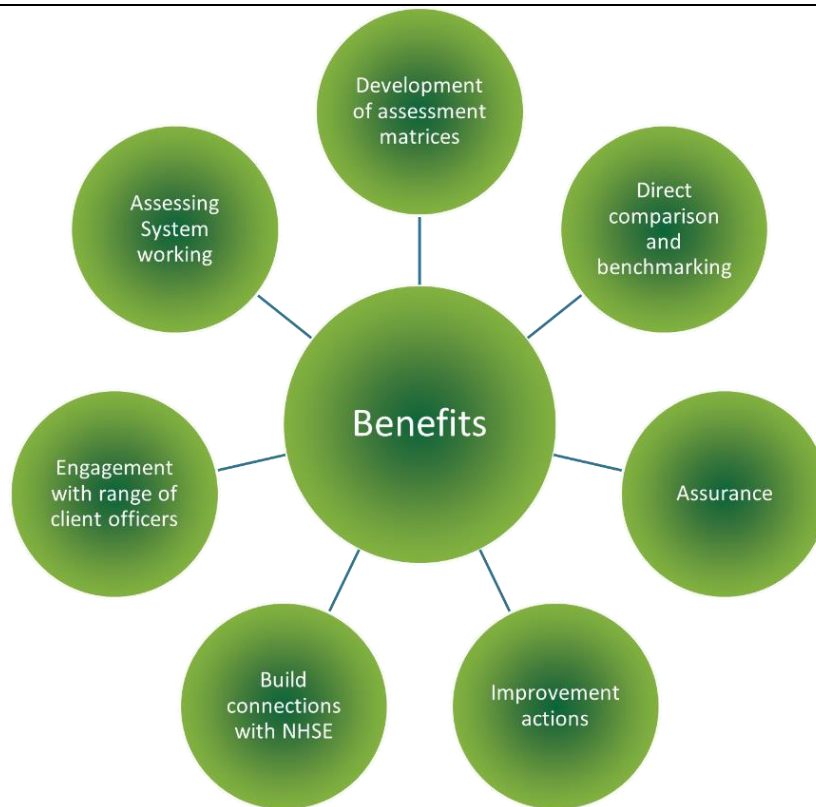 Development
of assessment
matrices
Direct
comparison
and
benchmarking
Assurance
Improvement
actions
Build
connections
with NHSE
Engagement
with range of
client officers
Assessing
System
working
Benefits